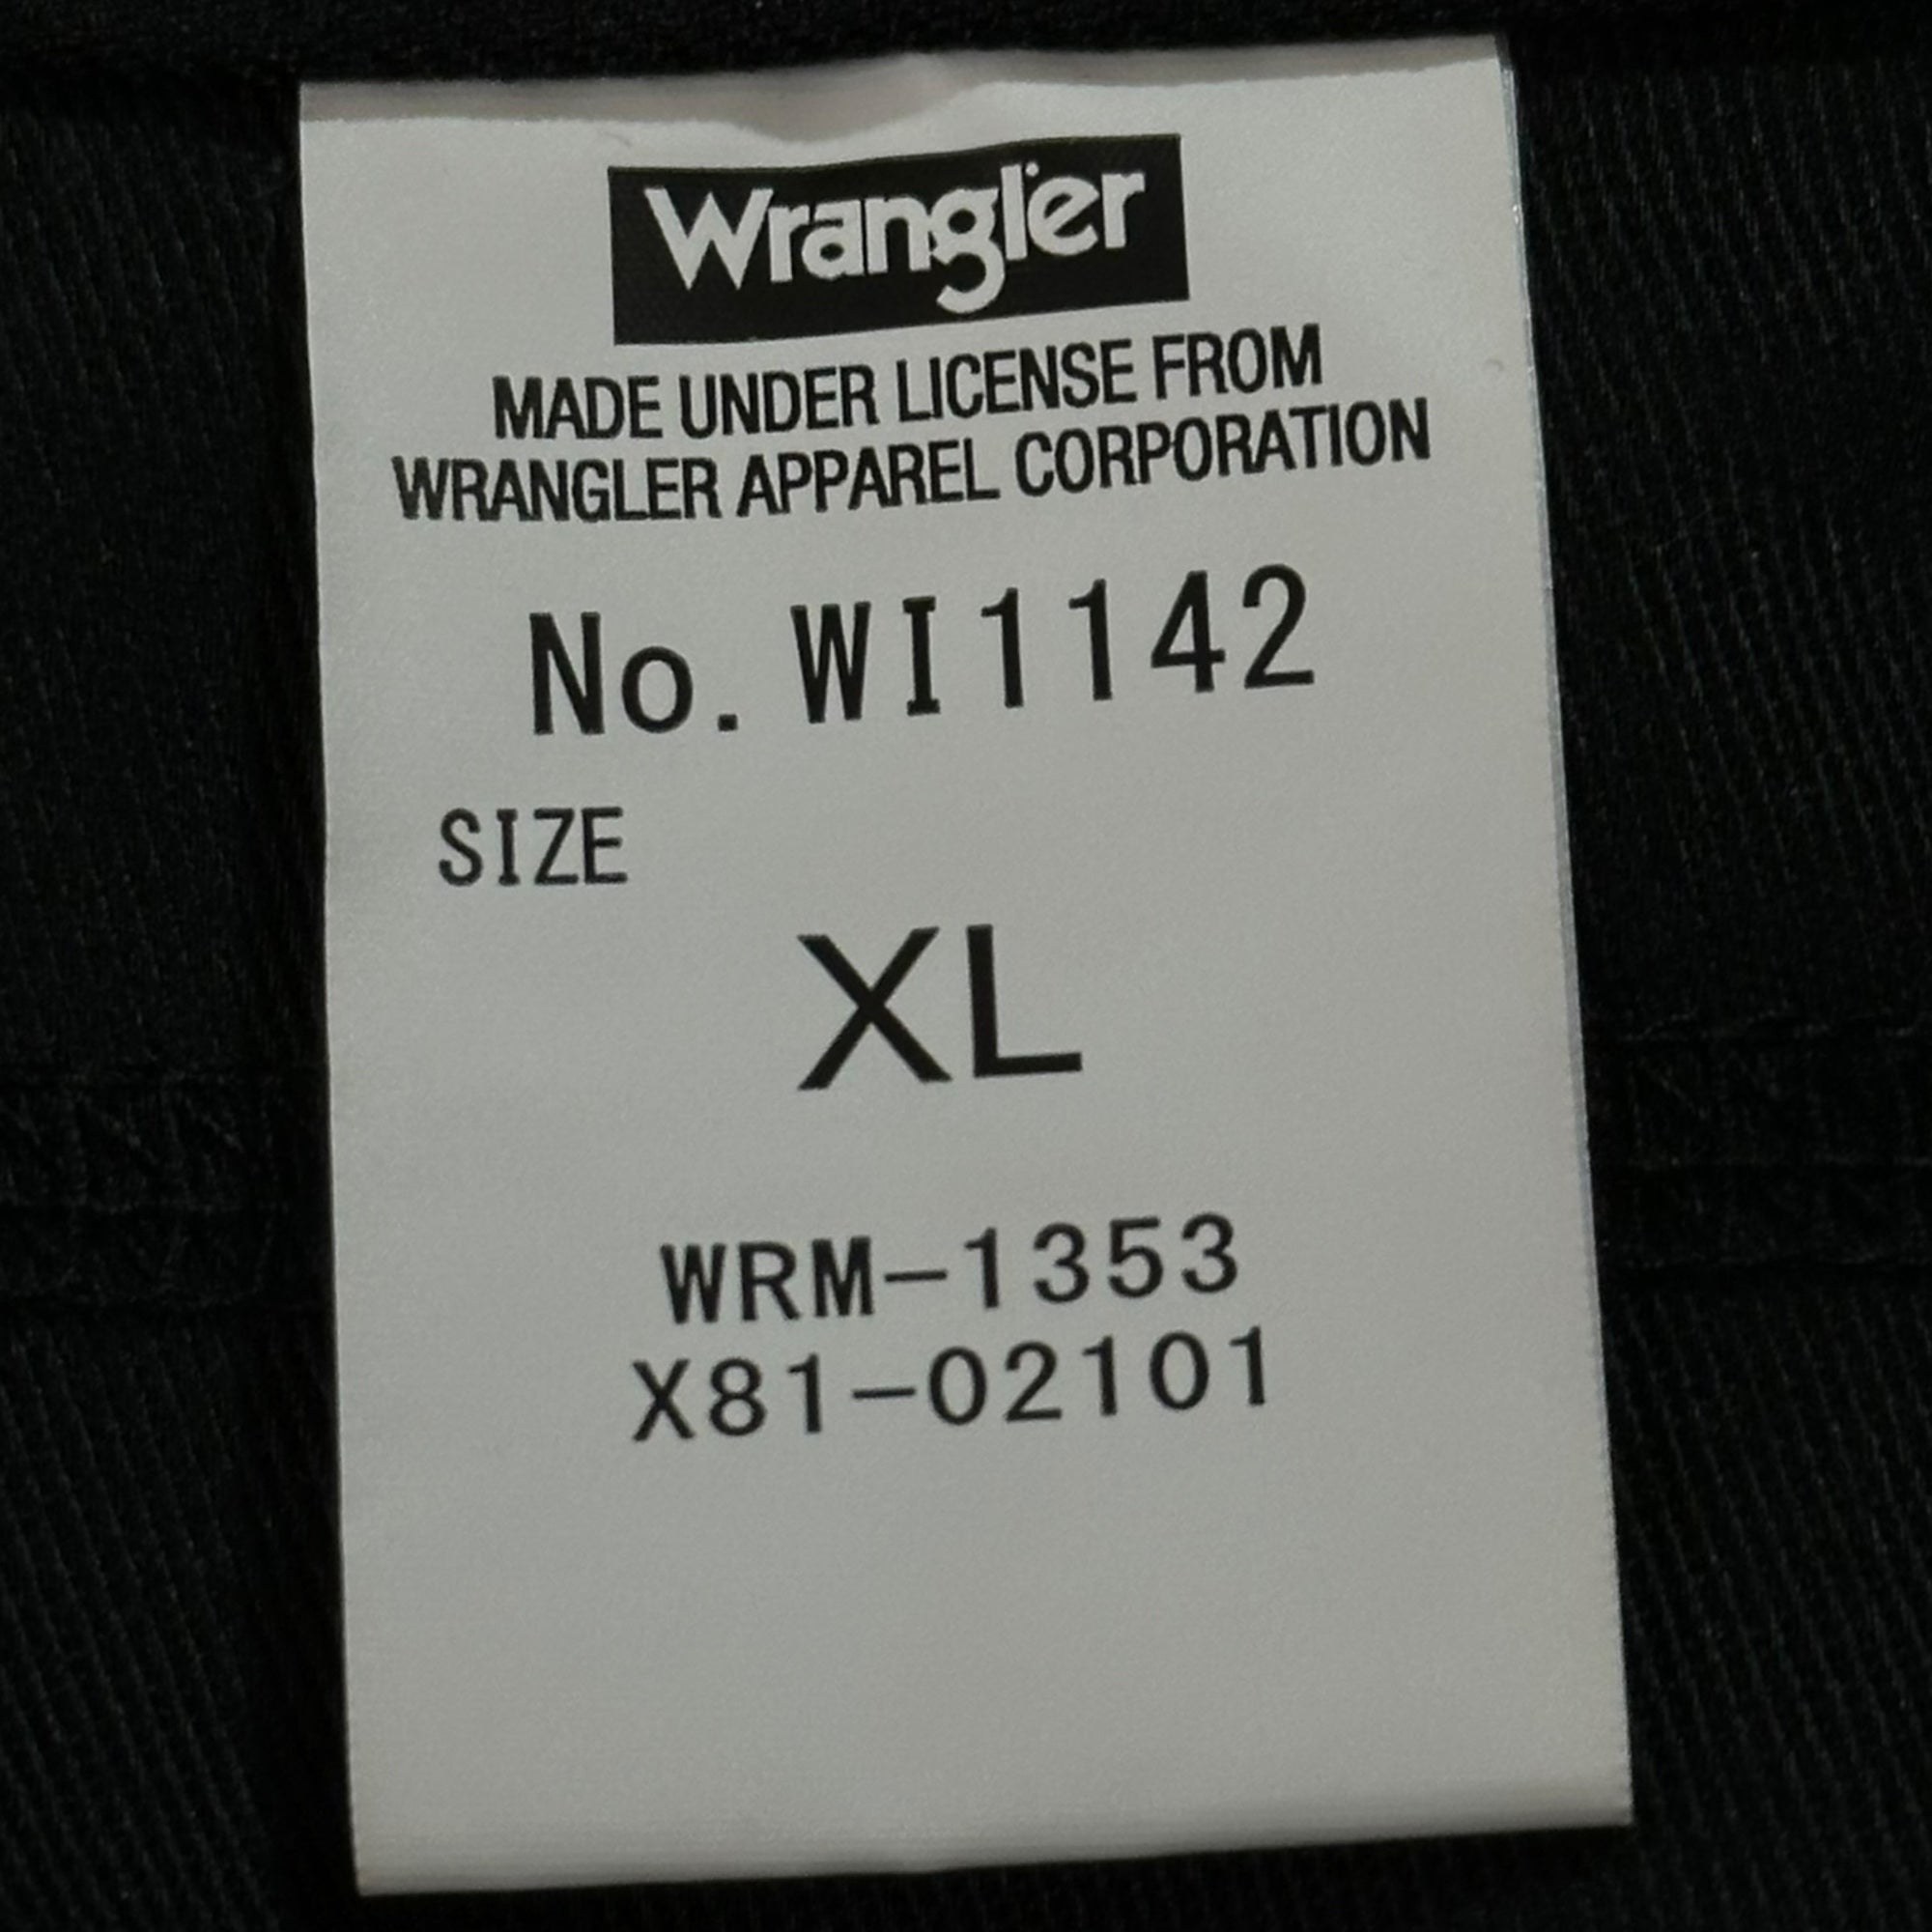 Wrangler
MADE UNDER LICENSE FROM
WRANGLER APPAREL CORPORATION
No. WI1142
SIZE
XL
WRM-1353
X81-02101